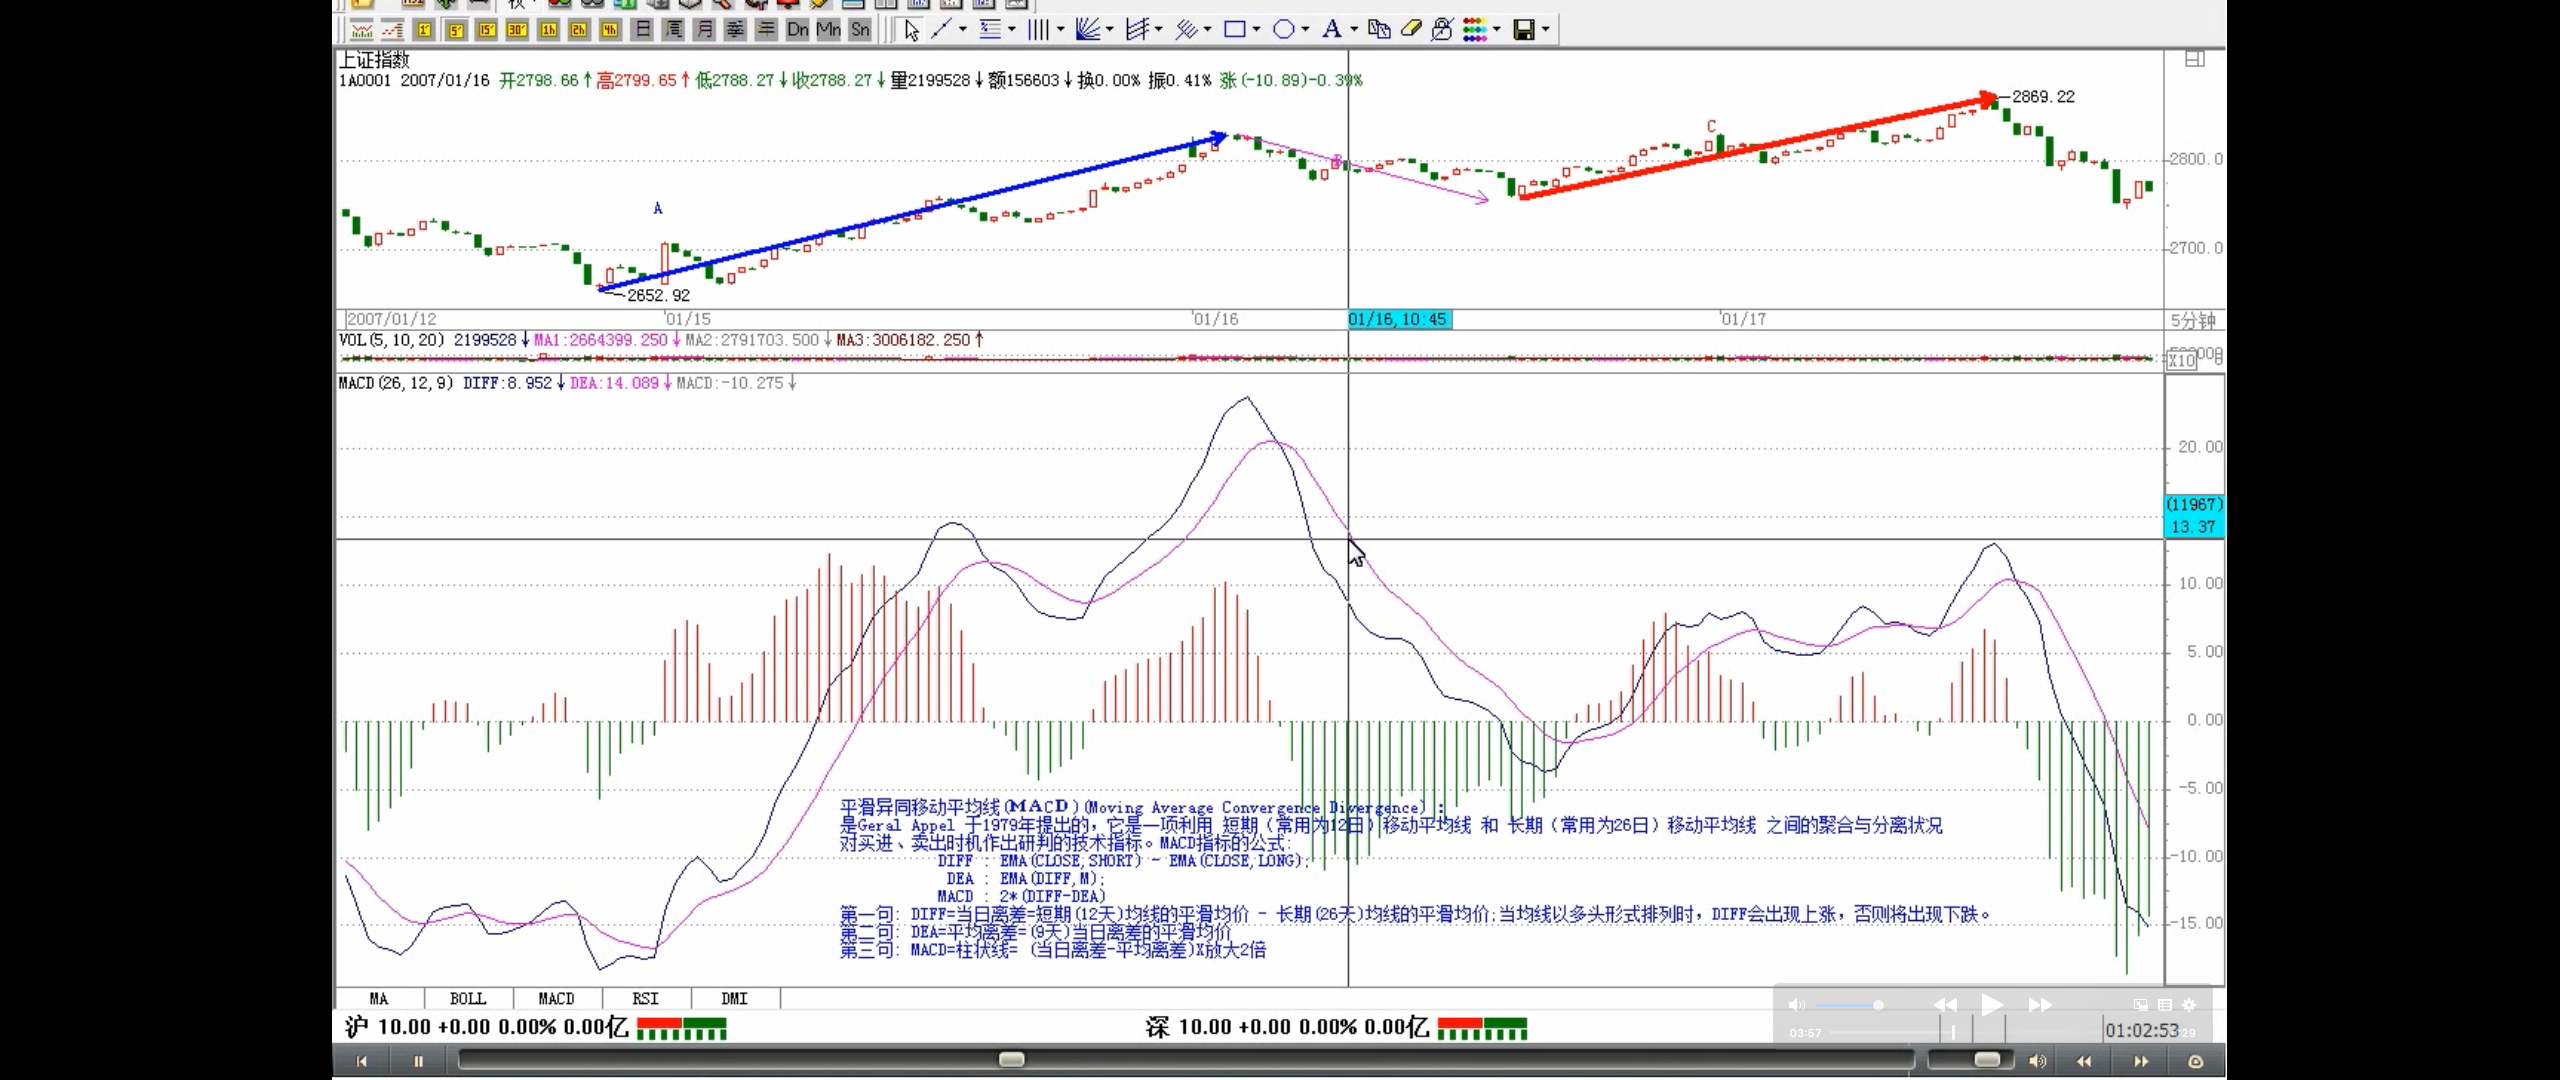 1' 5' 15' 30' 1h 2h 4h 日 周 月 季 年 Dn Mn Sn A
上证指数
1A0001 2007/01/16 开2798.66↑高2799.65↑低2788.27↓收2788.27↓量2199528↓额156603↓换0.00% 振0.41% 涨(-10.89)-0.39%
2869.22
C
B
2800.0
A
2700.0
2652.92
2007/01/12 01/15 01/16 01/16,10:45 01/17 5分钟
VOL(5,10,20) 2199528↓MA1:2664399.250↓MA2:2791703.500↓MA3:3006182.250↑
X10
MACD(26,12,9) DIFF:8.952↓DEA:14.089↓MACD:-10.275↓
20.00
(11967)
13.37
10.00
5.00
0.00
-5.00
平滑异同移动平均线(MACD)(Moving Average Convergence Divergence) :
是Geral Appel 于1979年提出的，它是一项利用 短期（常用为12日）移动平均线 和 长期（常用为26日）移动平均线 之间的聚合与分离状况
对买进、卖出时机作出研判的技术指标。MACD指标的公式:
DIFF : EMA(CLOSE,SHORT) - EMA(CLOSE,LONG);
-10.00
DEA : EMA(DIFF,M);
MACD : 2*(DIFF-DEA)
第一句: DIFF=当日离差=短期(12天)均线的平滑均价 - 长期(26天)均线的平滑均价;当均线以多头形式排列时，DIFF会出现上涨，否则将出现下跌。
-15.00
第二句: DEA=平均离差=(9天)当日离差的平滑均价
第三句: MACD=柱状线= (当日离差-平均离差)X放大2倍
MA BOLL MACD RSI DMI
沪 10.00 +0.00 0.00% 0.00亿 深 10.00 +0.00 0.00% 0.00亿
03:57
01:02:53